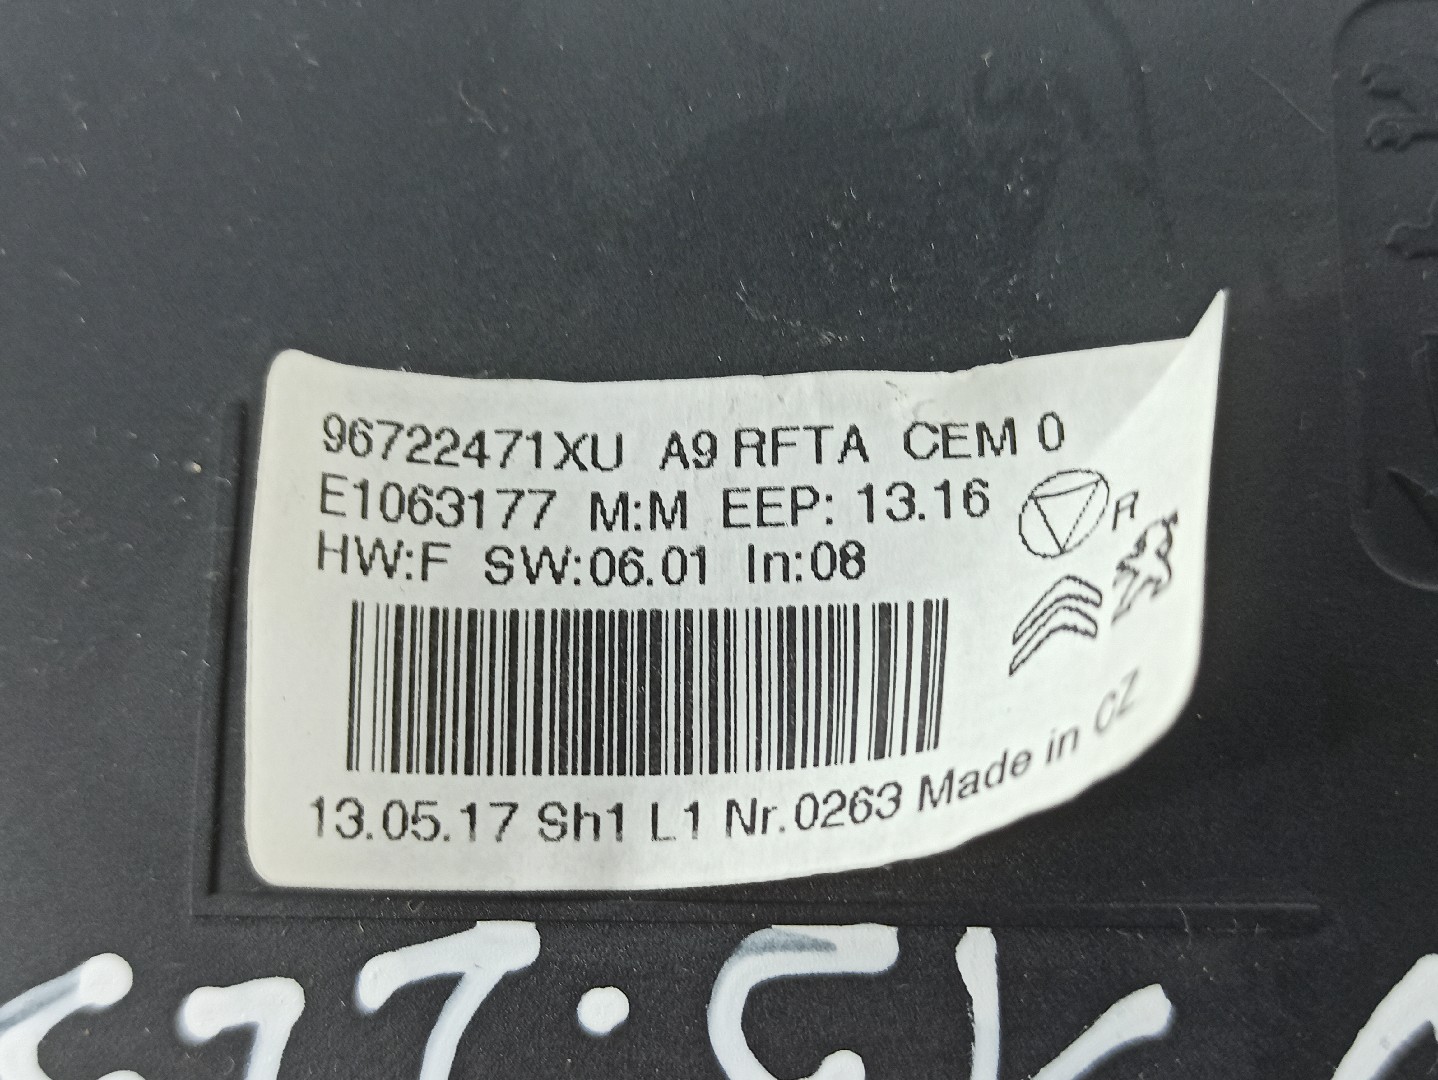 96722471XU A9 RFTA CEM 0
E1063177 M:M EEP: 13.16
R
HW:F SW:06.01 In:08
13.05.17 Sh1 L1 Nr.0263 Made in CZ